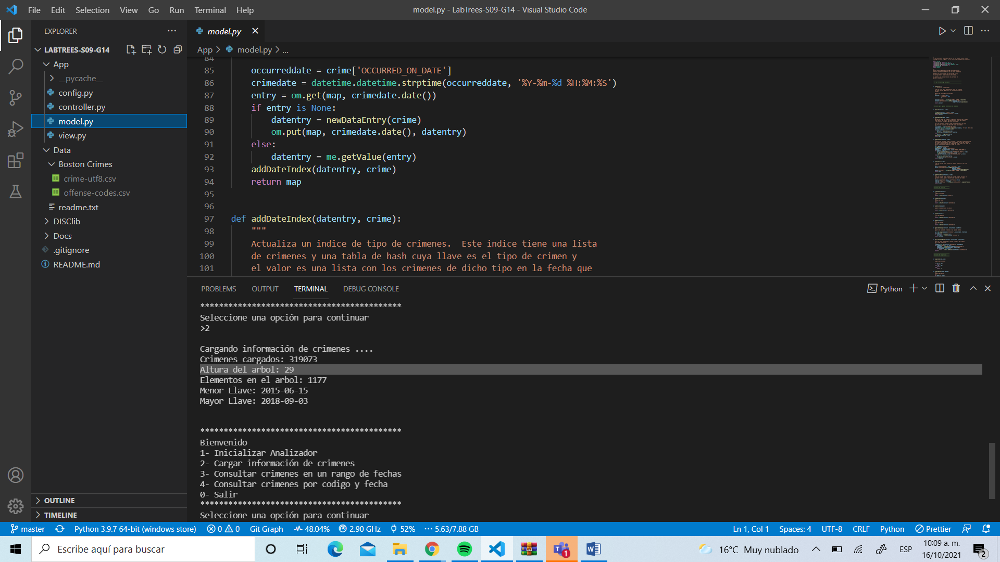 File Edit Selection View Go Run Terminal Help
model.py - LabTrees-S09-G14 - Visual Studio Code
EXPLORER
LABTREES-S09-G14
App
__pycache__
config.py
controller.py
model.py
view.py
Data
Boston Crimes
crime-utf8.csv
offense-codes.csv
readme.txt
DISClib
Docs
.gitignore
README.md
OUTLINE
TIMELINE
model.py
App > model.py > ...
84
85 occurreddate = crime['OCCURRED_ON_DATE']
86 crimedate = datetime.datetime.strptime(occurreddate, '%Y-%m-%d %H:%M:%S')
87 entry = om.get(map, crimedate.date())
88 if entry is None:
89 datentry = newDataEntry(crime)
90 om.put(map, crimedate.date(), datentry)
91 else:
92 datentry = me.getValue(entry)
93 addDateIndex(datentry, crime)
94 return map
95
96
97 def addDateIndex(datentry, crime):
98 """
99 Actualiza un indice de tipo de crimenes.  Este indice tiene una lista
100 de crimenes y una tabla de hash cuya llave es el tipo de crimen y
101 el valor es una lista con los crimenes de dicho tipo en la fecha que
PROBLEMS OUTPUT TERMINAL DEBUG CONSOLE
Python
*******************************************
Seleccione una opción para continuar
>2
Cargando información de crimenes ....
Crimenes cargados: 319073
Altura del arbol: 29
Elementos en el arbol: 1177
Menor Llave: 2015-06-15
Mayor Llave: 2018-09-03
*******************************************
Bienvenido
1- Inicializar Analizador
2- Cargar información de crimenes
3- Consultar crimenes en un rango de fechas
4- Consultar crimenes por codigo y fecha
0- Salir
*******************************************
Seleccione una opción para continuar
master Python 3.9.7 64-bit (windows store) 0 0 Git Graph 48.04% 2.90 GHz 52% 5.63/7.88 GB Ln 1, Col 1 Spaces: 4 UTF-8 CRLF Python Prettier
Escribe aquí para buscar
1
16°C Muy nublado
ESP
10:09 a. m.
16/10/2021
2